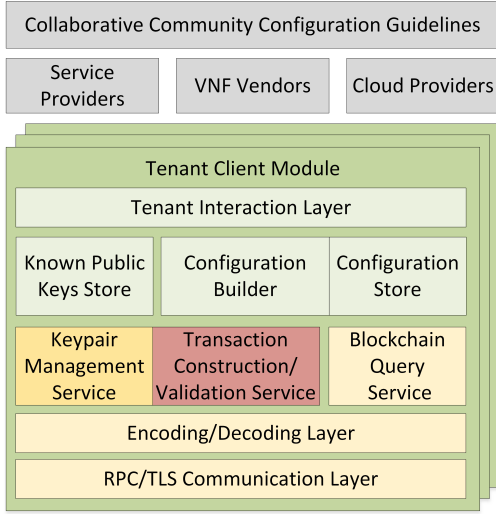 Collaborative Community Configuration Guidelines
Service
Providers
VNF Vendors
Cloud Providers
Tenant Client Module
Tenant Interaction Layer
Known Public
Keys Store
Configuration
Builder
Configuration
Store
Keypair
Management
Service
Transaction
Construction/
Validation Service
Blockchain
Query
Service
Encoding/Decoding Layer
RPC/TLS Communication Layer